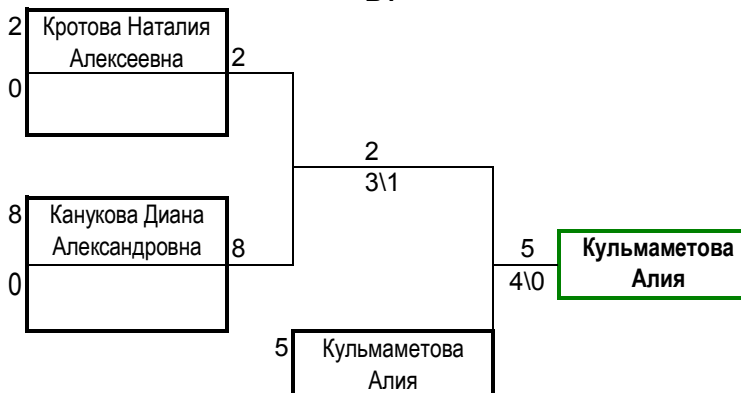 2
Кротова Наталия
Алексеевна
2
0
2
3\1
8
Канукова Диана
Александровна
8
0
5
4\0
Кульмаметова
Алия
5
Кульмаметова
Алия